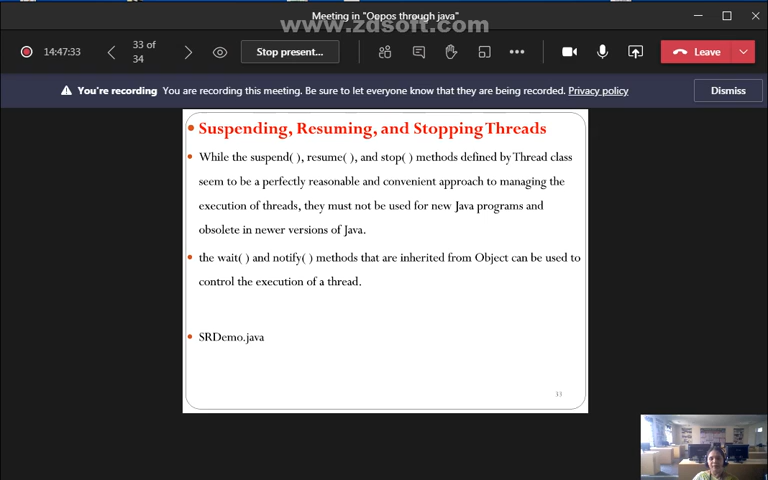 Meeting in "Oopos through java"
www.zdsoft.com
14:47:33
33 of
34
Stop present...
Leave
You're recording You are recording this meeting. Be sure to let everyone know that they are being recorded. Privacy policy
Dismiss
• Suspending, Resuming, and Stopping Threads
• While the suspend( ), resume( ), and stop( ) methods defined by Thread class
seem to be a perfectly reasonable and convenient approach to managing the
execution of threads, they must not be used for new Java programs and
obsolete in newer versions of Java.
• the wait( ) and notify( ) methods that are inherited from Object can be used to
control the execution of a thread.
• SRDemo.java
33